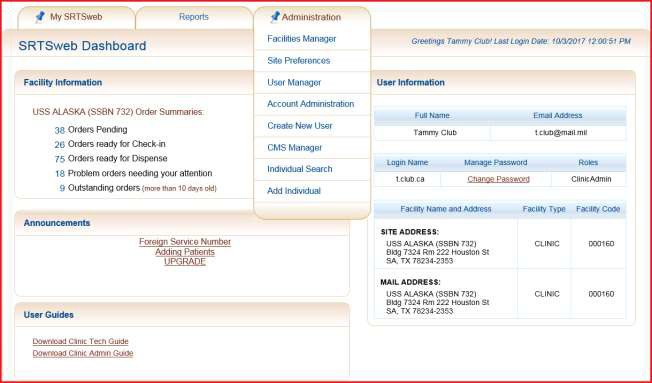 My SRTSweb
Reports
Administration
SRTSweb Dashboard
Greetings Tammy Club! Last Login Date: 10/3/2017 12:00:51 PM
Facilities Manager
Site Preferences
User Manager
Account Administration
Create New User
CMS Manager
Individual Search
Add Individual
Facility Information
USS ALASKA (SSBN 732) Order Summaries:
38 Orders Pending
26 Orders ready for Check-in
75 Orders ready for Dispense
18 Problem orders needing your attention
9 Outstanding orders (more than 10 days old)
Announcements
Foreign Service Number
Adding Patients
UPGRADE
User Guides
Download Clinic Tech Guide
Download Clinic Admin Guide
User Information
Full Name Email Address
Tammy Club t.club@mail.mil
Login Name Manage Password Roles
t.club.ca Change Password ClinicAdmin
Facility Name and Address Facility Type Facility Code
SITE ADDRESS:
USS ALASKA (SSBN 732) CLINIC 000160
Bldg 7324 Rm 222 Houston St
SA, TX 78234-2353
MAIL ADDRESS:
USS ALASKA (SSBN 732) CLINIC 000160
Bldg 7324 Rm 222 Houston St
SA, TX 78234-2353